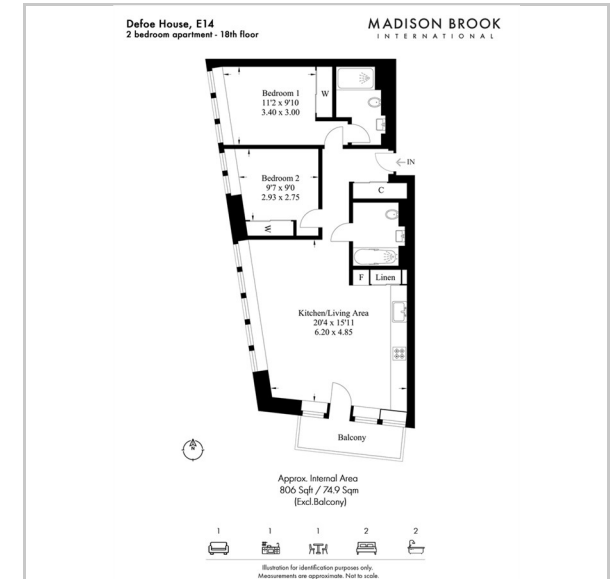 Defoe House, E14
2 bedroom apartment - 18th floor
MADISON BROOK
INTERNATIONAL
Bedroom 1
11'2 x 9'10
3.40 x 3.00
W
IN
Bedroom 2
9'7 x 9'0
2.93 x 2.75
C
W
F
Linen
Kitchen/Living Area
20'4 x 15'11
6.20 x 4.85
Balcony
N
Approx. Internal Area
806 Sqft / 74.9 Sqm
(Excl.Balcony)
1 1 1 2 2
Illustration for identification purposes only.
Measurements are approximate. Not to scale.